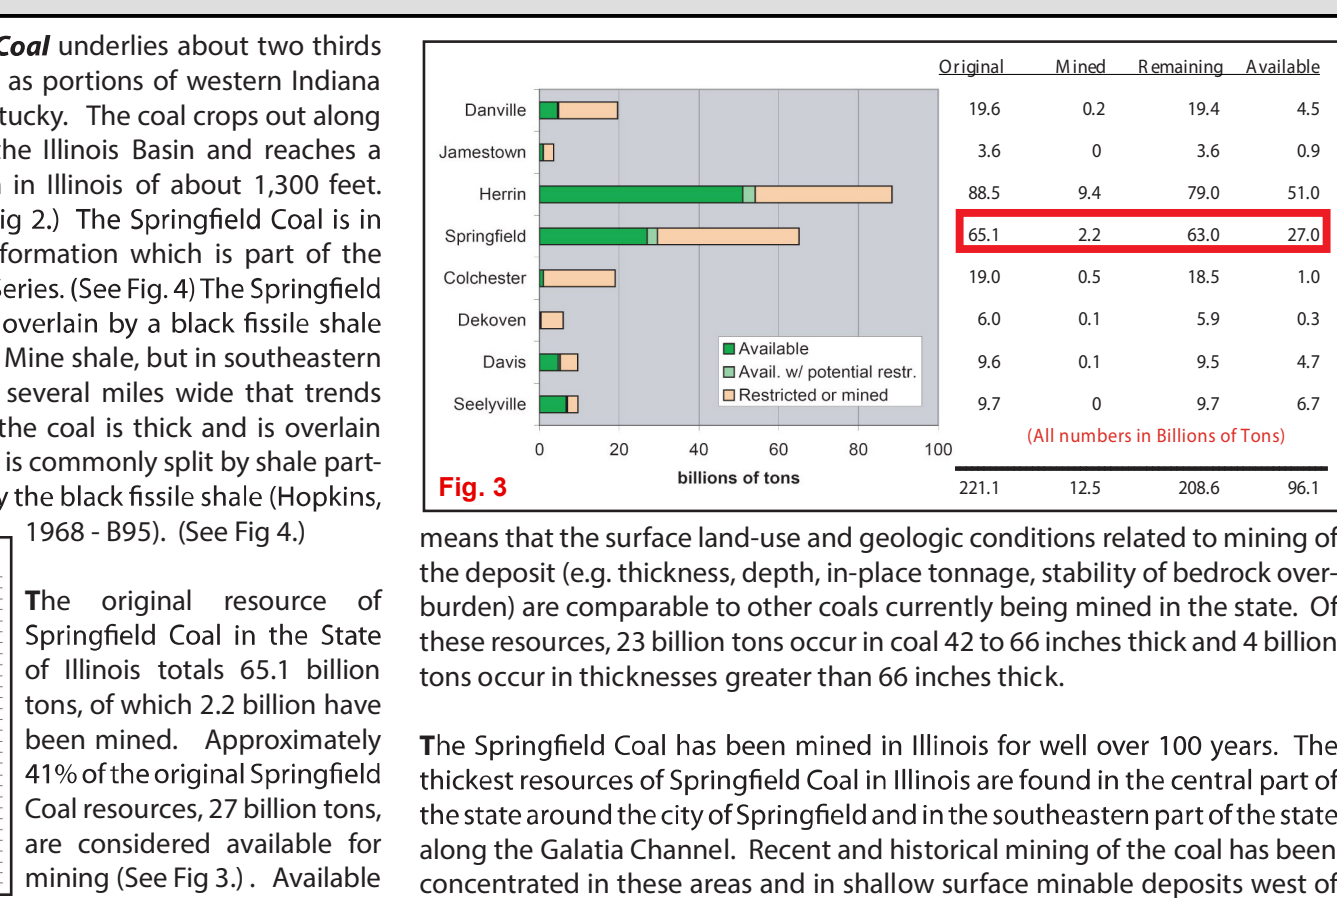 Coal underlies about two thirds
as portions of western Indiana
tucky. The coal crops out along
the Illinois Basin and reaches a
in Illinois of about 1,300 feet.
ig 2.) The Springfield Coal is in
formation which is part of the
Series. (See Fig. 4) The Springfield
overlain by a black fissile shale
Mine shale, but in southeastern
several miles wide that trends
the coal is thick and is overlain
is commonly split by shale part-
y the black fissile shale (Hopkins,
1968 - B95). (See Fig 4.)
The original resource of
Springfield Coal in the State
of Illinois totals 65.1 billion
tons, of which 2.2 billion have
been mined. Approximately
41% of the original Springfield
Coal resources, 27 billion tons,
are considered available for
mining (See Fig 3.) . Available
Original Mined Remaining Available
Danville 19.6 0.2 19.4 4.5
Jamestown 3.6 0 3.6 0.9
Herrin 88.5 9.4 79.0 51.0
Springfield 65.1 2.2 63.0 27.0
Colchester 19.0 0.5 18.5 1.0
Dekoven 6.0 0.1 5.9 0.3
Davis 9.6 0.1 9.5 4.7
Seelyville 9.7 0 9.7 6.7
Available
Avail. w/ potential restr.
Restricted or mined
(All numbers in Billions of Tons)
0 20 40 60 80 100
billions of tons
Fig. 3
221.1 12.5 208.6 96.1
means that the surface land-use and geologic conditions related to mining of
the deposit (e.g. thickness, depth, in-place tonnage, stability of bedrock over-
burden) are comparable to other coals currently being mined in the state. Of
these resources, 23 billion tons occur in coal 42 to 66 inches thick and 4 billion
tons occur in thicknesses greater than 66 inches thick.
The Springfield Coal has been mined in Illinois for well over 100 years. The
thickest resources of Springfield Coal in Illinois are found in the central part of
the state around the city of Springfield and in the southeastern part of the state
along the Galatia Channel. Recent and historical mining of the coal has been
concentrated in these areas and in shallow surface minable deposits west of